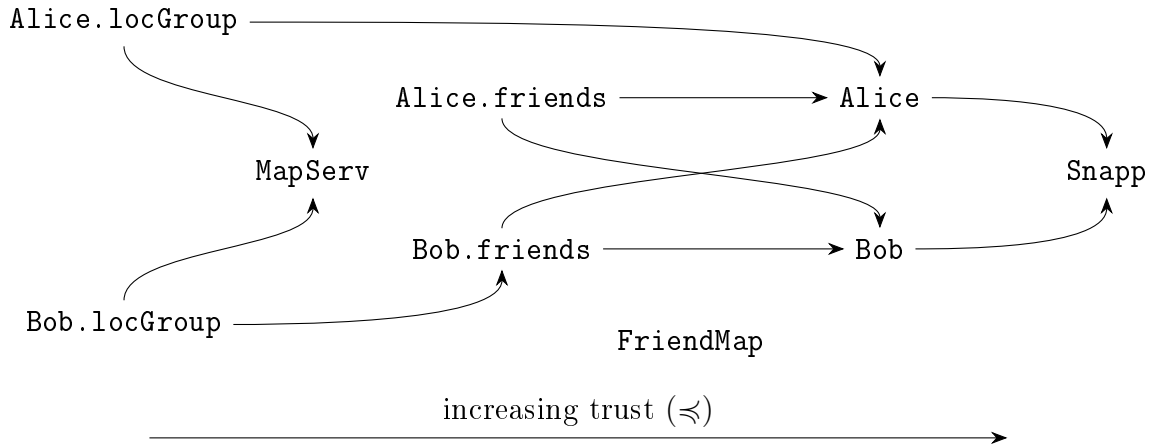 Alice.locGroup
Alice.friends
Alice
MapServ
Snapp
Bob.friends
Bob
Bob.locGroup
FriendMap
increasing trust (≼)